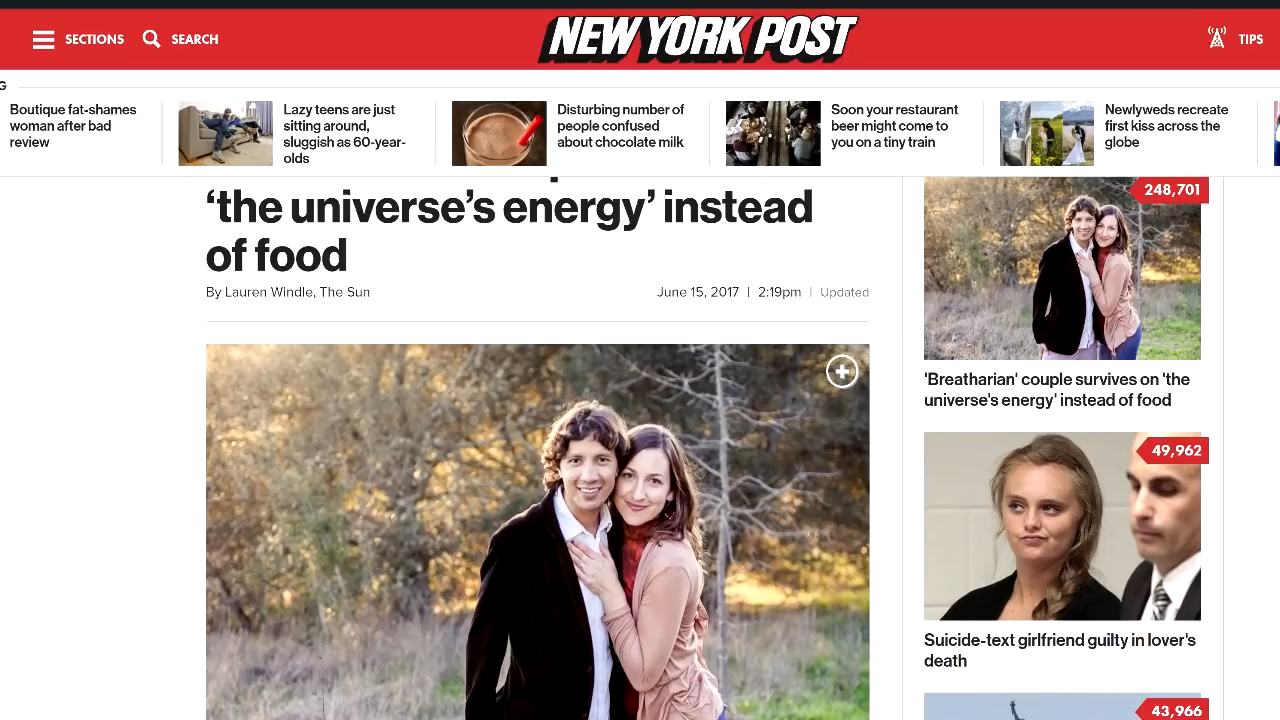 SECTIONS
SEARCH
NEW YORK POST
TIPS
G
Boutique fat-shames
woman after bad
review
Lazy teens are just
sitting around,
sluggish as 60-year-
olds
Disturbing number of
people confused
about chocolate milk
Soon your restaurant
beer might come to
you on a tiny train
Newlyweds recreate
first kiss across the
globe
‘the universe’s energy’ instead
of food
By Lauren Windle, The Sun
June 15, 2017 | 2:19pm | Updated
248,701
'Breatharian' couple survives on 'the
universe's energy' instead of food
49,962
Suicide-text girlfriend guilty in lover's
death
43,966